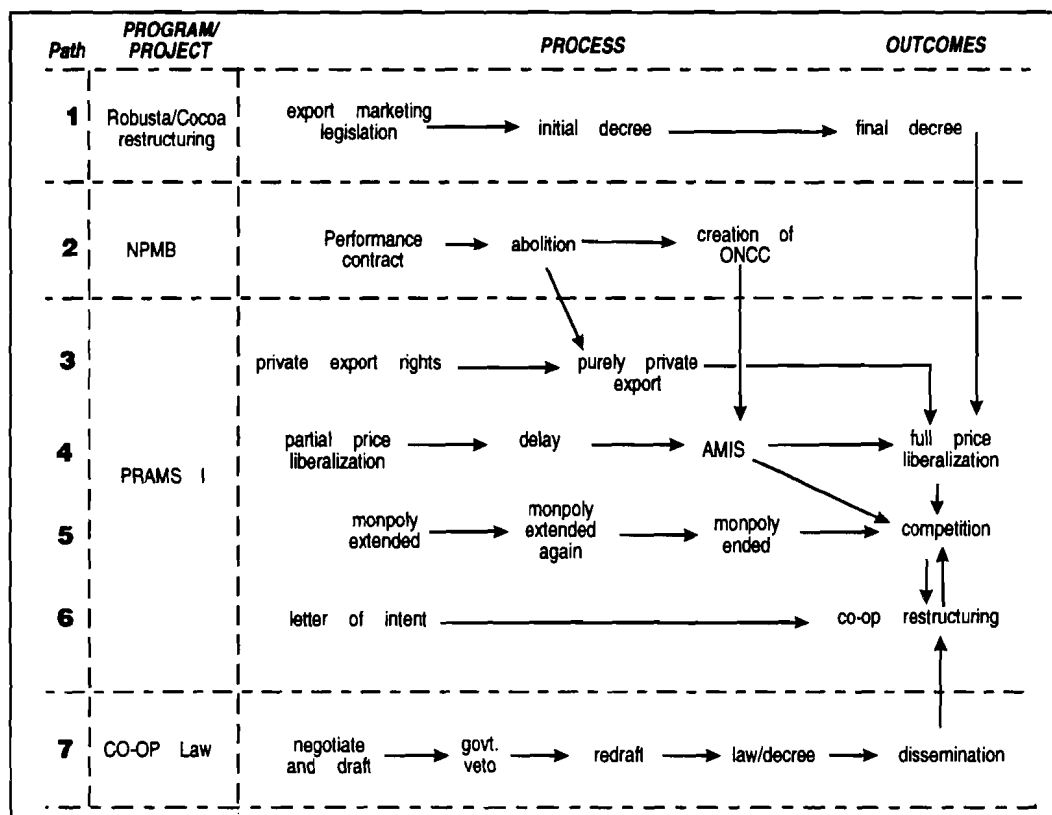 Path
PROGRAM/
PROJECT
PROCESS
OUTCOMES
1
Robusta/Cocoa
restructuring
export marketing
legislation
initial decree
final decree
2
NPMB
Performance
contract
abolition
creation of
ONCC
3
private export rights
purely private
export
4
partial price
liberalization
delay
AMIS
full price
liberalization
PRAMS I
5
monpoly
extended
monpoly
extended
again
monpoly
ended
competition
6
letter of intent
co-op restructuring
7
CO-OP Law
negotiate
and draft
govt.
veto
redraft
law/decree
dissemination